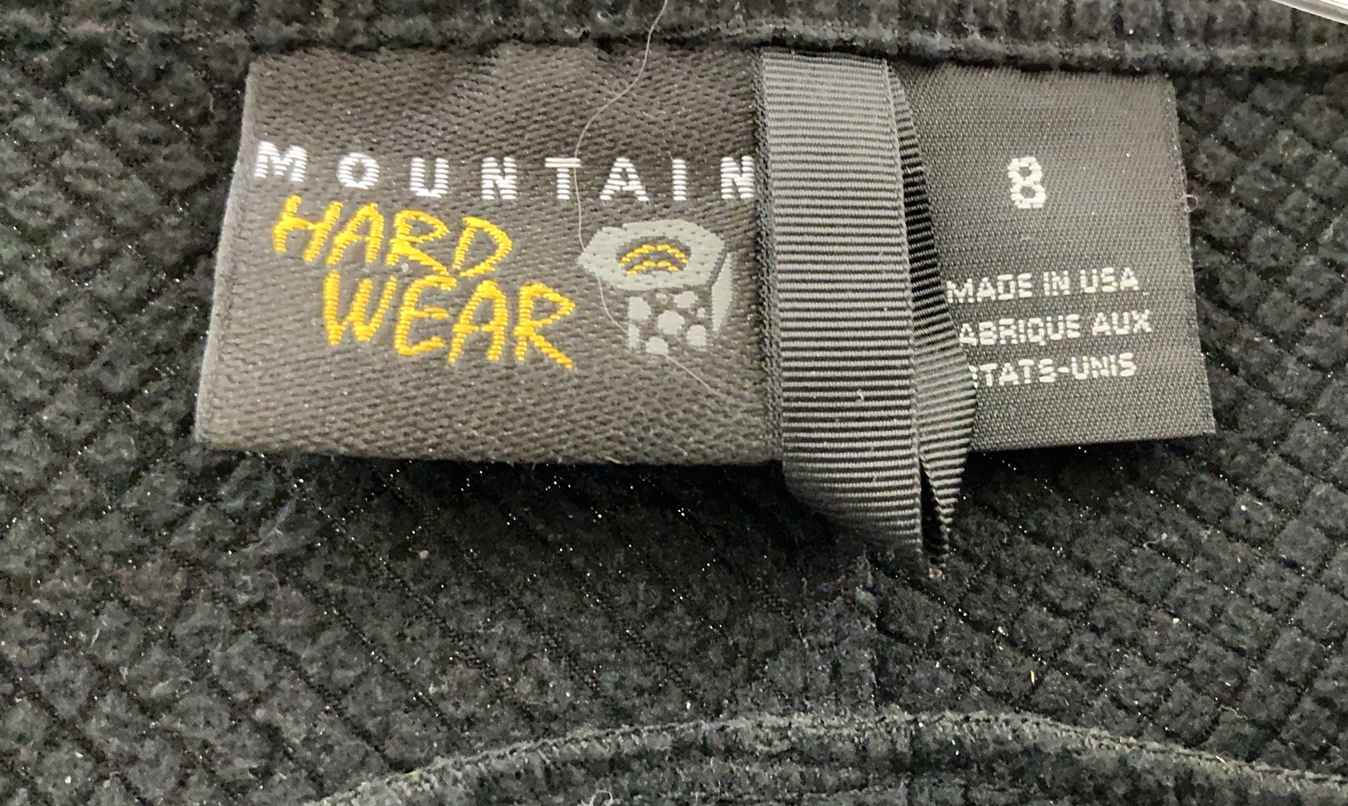 MOUNTAIN
HARD
WEAR
8
MADE IN USA
ABRIQUE AUX
TATS-UNIS